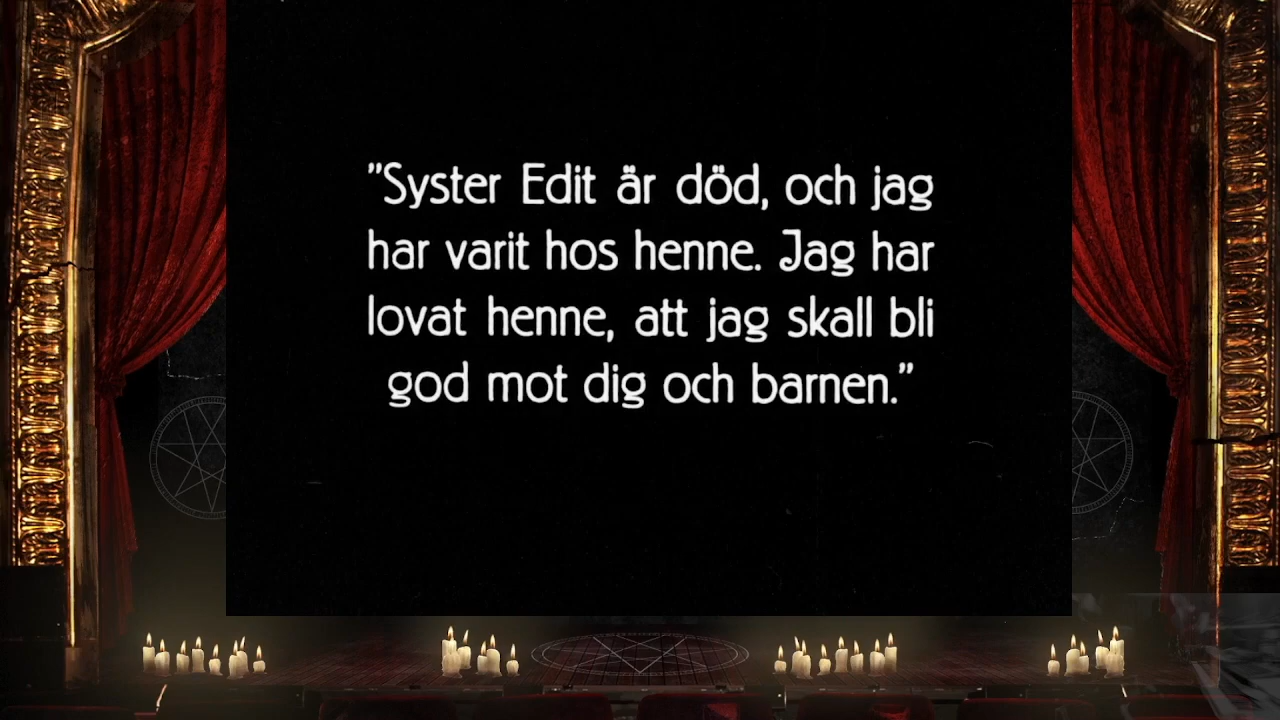 ”Syster Edit är död, och jag
har varit hos henne. Jag har
lovat henne, att jag skall bli
god mot dig och barnen.”